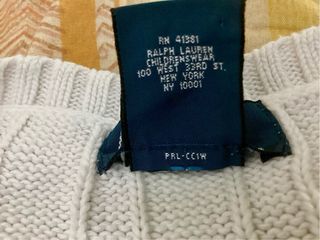 RN 41381
RALPH LAUREN
CHILDRENSWEAR
100 WEST 33RD ST.
NEW YORK
NY 10001
PRL-CC1W